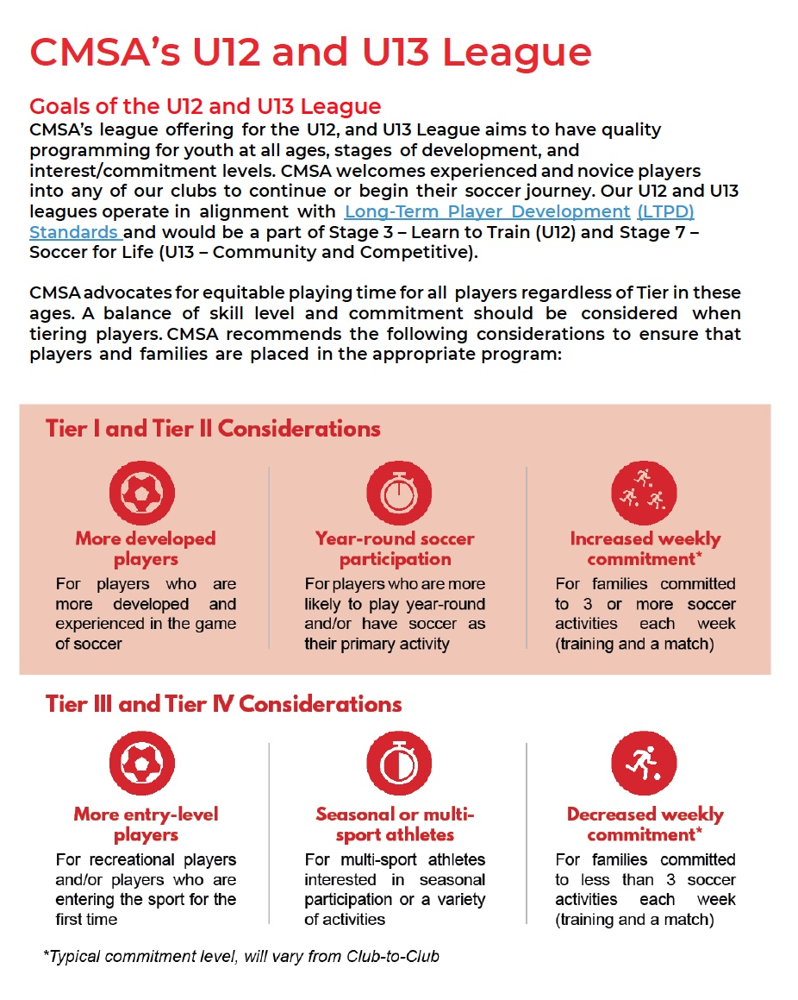 CMSA's U12 and U13 League
Goals of the U12 and U13 League
CMSA's league offering for the U12, and U13 League aims to have quality
programming for youth at all ages, stages of development, and
interest/commitment levels. CMSA welcomes experienced and novice players
into any of our clubs to continue or begin their soccer journey. Our U12 and U13
leagues operate in alignment with Long-Term Player Development (LTPD)
Standards and would be a part of Stage 3 – Learn to Train (U12) and Stage 7 –
Soccer for Life (U13 – Community and Competitive).
CMSA advocates for equitable playing time for all players regardless of Tier in these
ages. A balance of skill level and commitment should be considered when
tiering players. CMSA recommends the following considerations to ensure that
players and families are placed in the appropriate program:
Tier I and Tier II Considerations
More developed
players
For players who are
more developed and
experienced in the game
of soccer
Year-round soccer
participation
For players who are more
likely to play year-round
and/or have soccer as
their primary activity
Increased weekly
commitment*
For families committed
to 3 or more soccer
activities each week
(training and a match)
Tier III and Tier IV Considerations
More entry-level
players
For recreational players
and/or players who are
entering the sport for the
first time
Seasonal or multi-
sport athletes
For multi-sport athletes
interested in seasonal
participation or a variety
of activities
Decreased weekly
commitment*
For families committed
to less than 3 soccer
activities each week
(training and a match)
*Typical commitment level, will vary from Club-to-Club